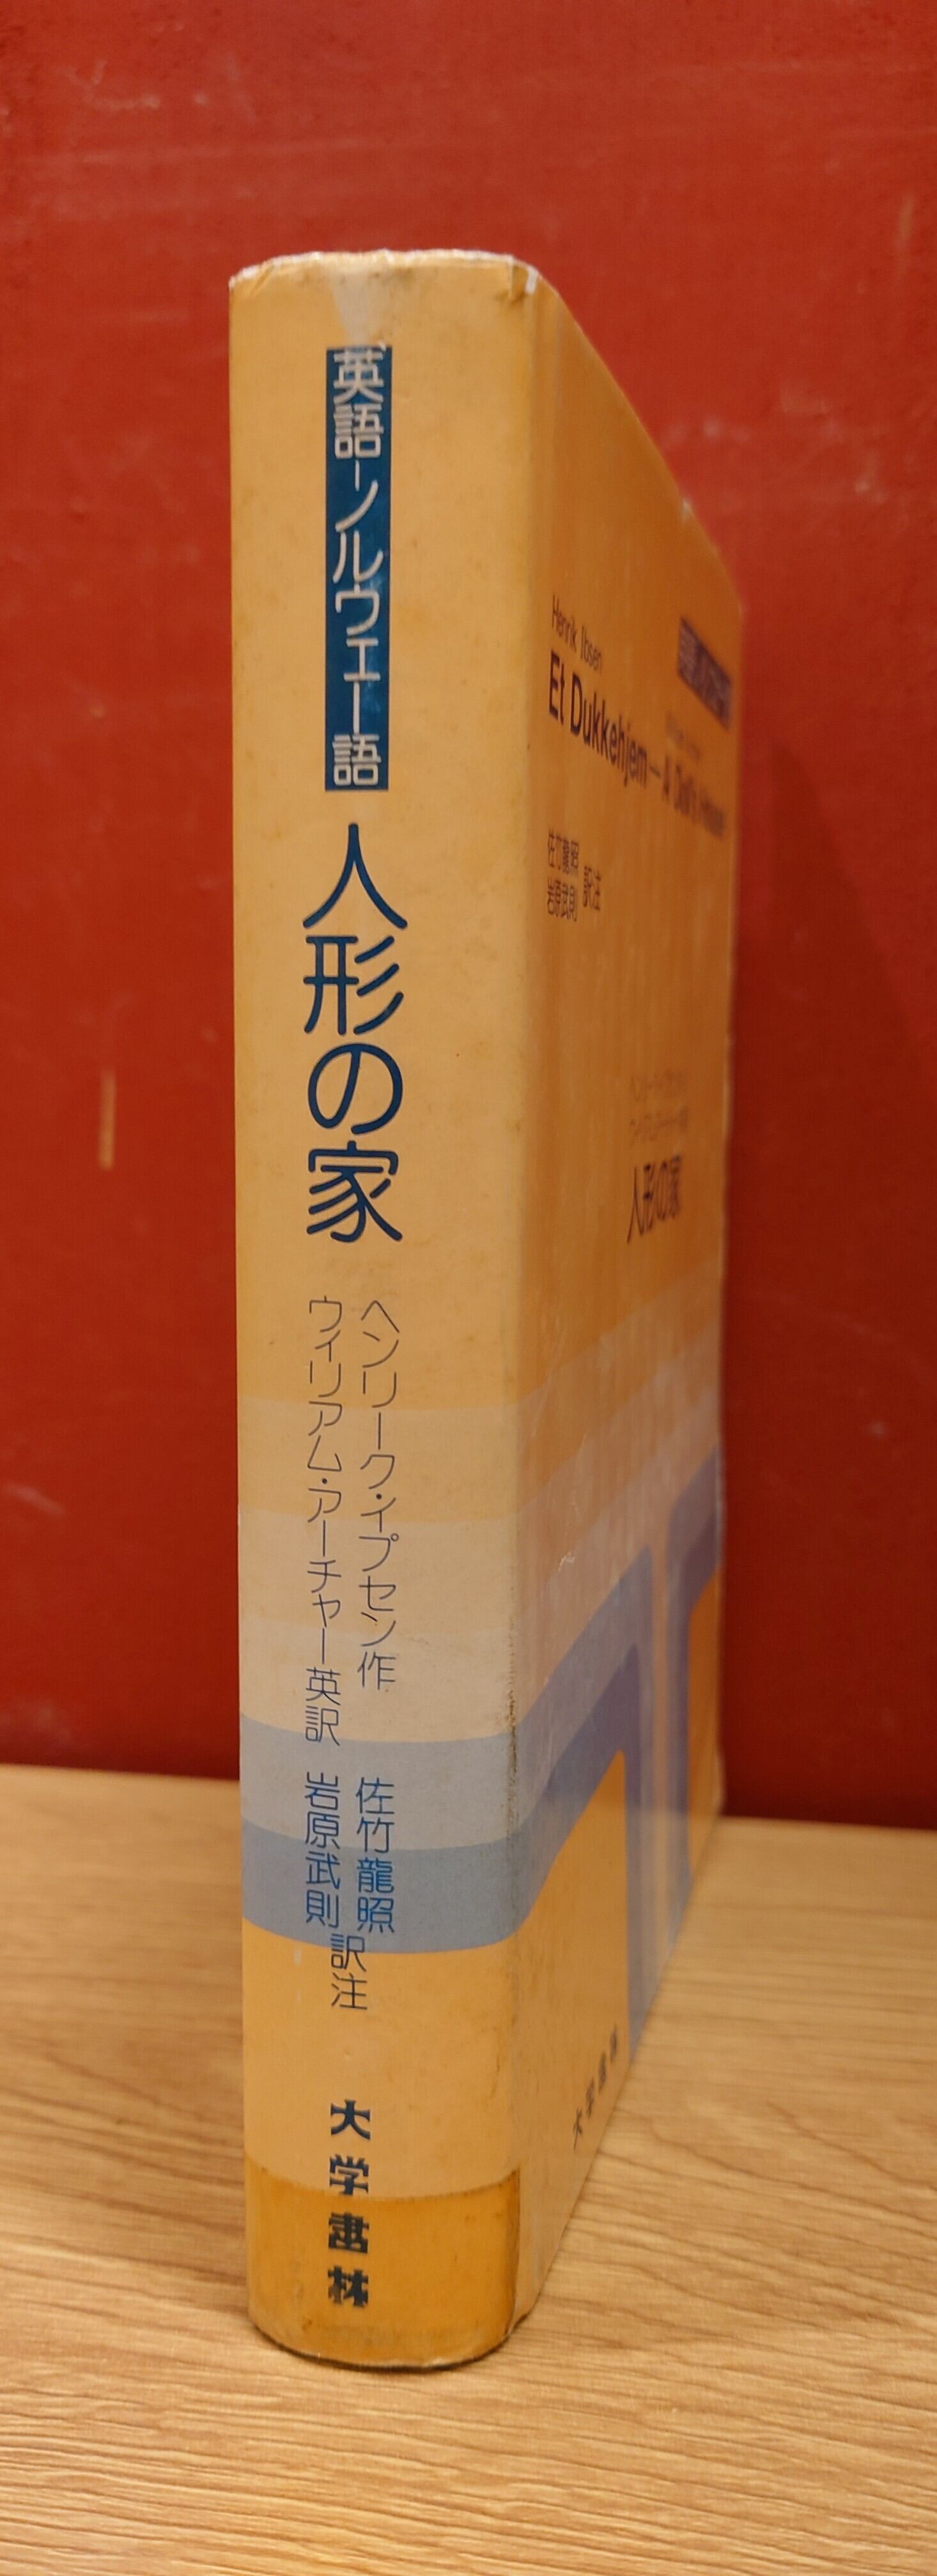 英語-ノルウェー語
人形の家
ヘンリーク・イプセン作
ウィリアム・アーチャー英訳
佐竹龍照
岩原武則
訳注
大学書林
Henrik Ibsen
Et Dukkehjem — A Doll's House
佐竹龍照
岩原武則
訳注
人形の家
大学書林